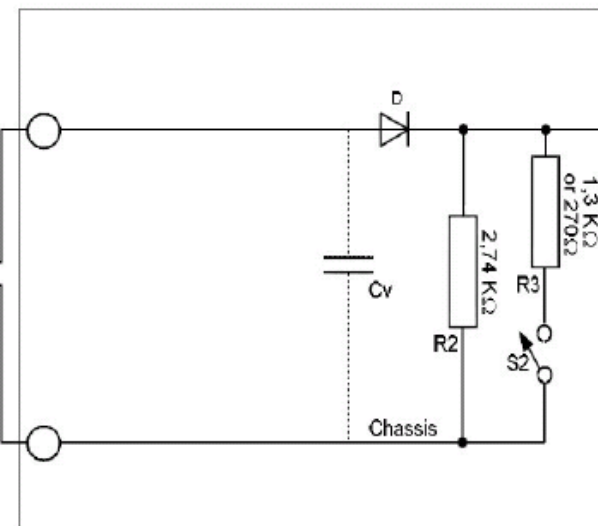 D
Cv
2,74 KΩ
R2
1,3 KΩ
or 270Ω
R3
S2
Chassis